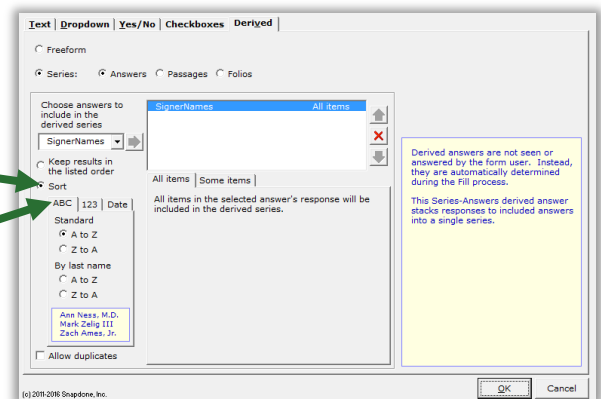 Text | Dropdown | Yes/No | Checkboxes | Derived
Freeform
Series: Answers Passages Folios
Choose answers to
include in the
derived series
SignerNames
Keep results in
the listed order
Sort
ABC | 123 | Date
Standard
A to Z
Z to A
By last name
A to Z
Z to A
Ann Ness, M.D.
Mark Zelig III
Zach Ames, Jr.
Allow duplicates
SignerNames All items
All items | Some items
All items in the selected answer's response will be
included in the derived series.
Derived answers are not seen or
answered by the form user. Instead,
they are automatically determined
during the Fill process.
This Series-Answers derived answer
stacks responses to included answers
into a single series.
(c) 2011-2016 Snapdone, Inc.
OK Cancel